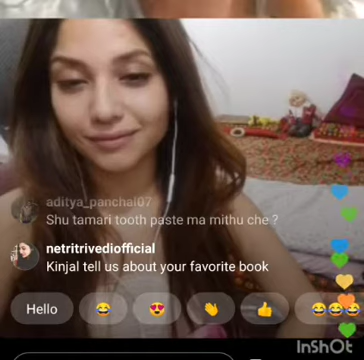 aditya_panchal07
Shu tamari tooth paste ma mithu che ?
netritrivediofficial
Kinjal tell us about your favorite book
Hello
InShOt